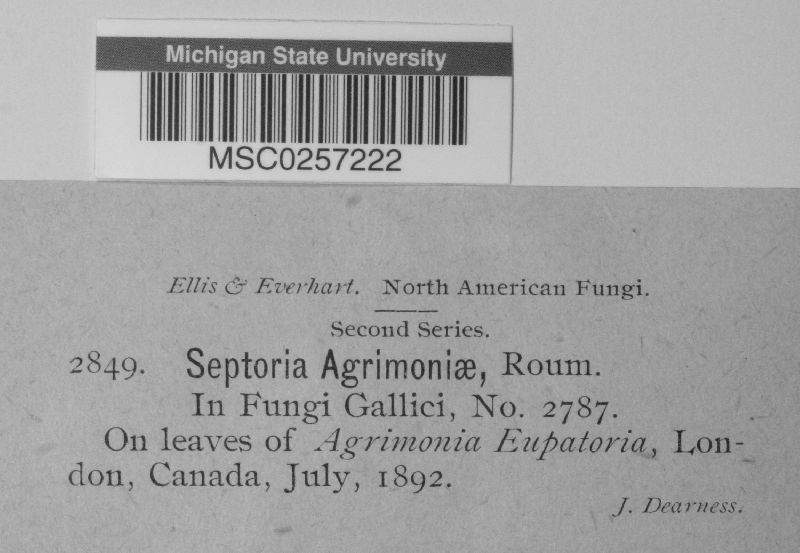 Michigan State University
MSC0257222
Ellis & Everhart. North American Fungi.
Second Series.
2849. Septoria Agrimoniæ, Roum.
In Fungi Gallici, No. 2787.
On leaves of Agrimonia Eupatoria, Lon-
don, Canada, July, 1892.
J. Dearness.